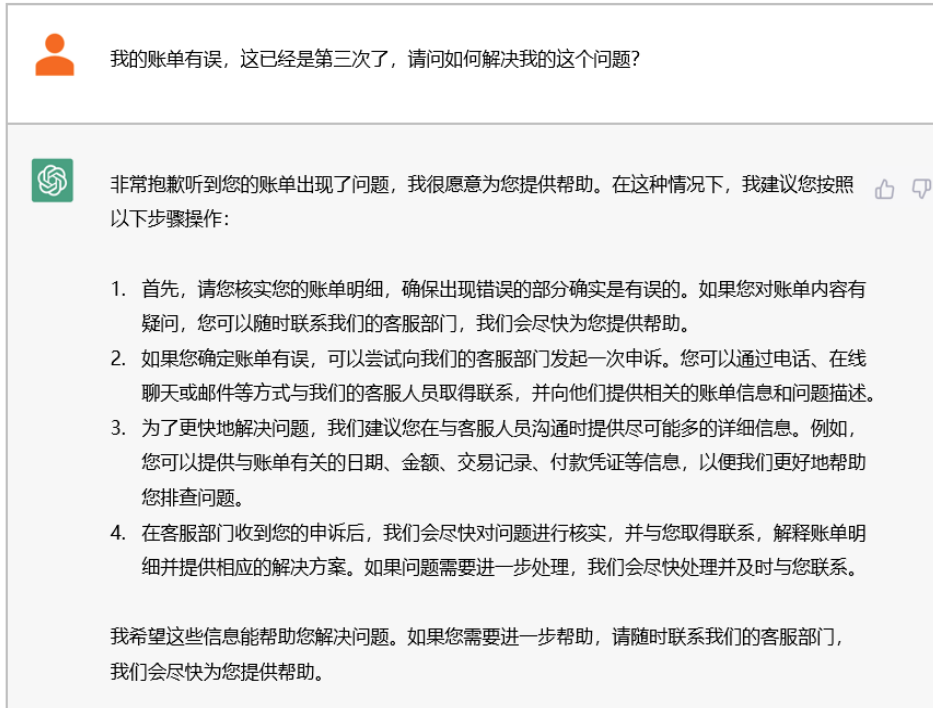 我的账单有误，这已经是第三次了，请问如何解决我的这个问题？
非常抱歉听到您的账单出现了问题，我很愿意为您提供帮助。在这种情况下，我建议您按照
以下步骤操作：
1. 首先，请您核实您的账单明细，确保出现错误的部分确实是有误的。如果您对账单内容有
疑问，您可以随时联系我们的客服部门，我们会尽快为您提供帮助。
2. 如果您确定账单有误，可以尝试向我们的客服部门发起一次申诉。您可以通过电话、在线
聊天或邮件等方式与我们的客服人员取得联系，并向他们提供相关的账单信息和问题描述。
3. 为了更快地解决问题，我们建议您在与客服人员沟通时提供尽可能多的详细信息。例如，
您可以提供与账单有关的日期、金额、交易记录、付款凭证等信息，以便我们更好地帮助
您排查问题。
4. 在客服部门收到您的申诉后，我们会尽快对问题进行核实，并与您取得联系，解释账单明
细并提供相应的解决方案。如果问题需要进一步处理，我们会尽快处理并及时与您联系。
我希望这些信息能帮助您解决问题。如果您需要进一步帮助，请随时联系我们的客服部门，
我们会尽快为您提供帮助。